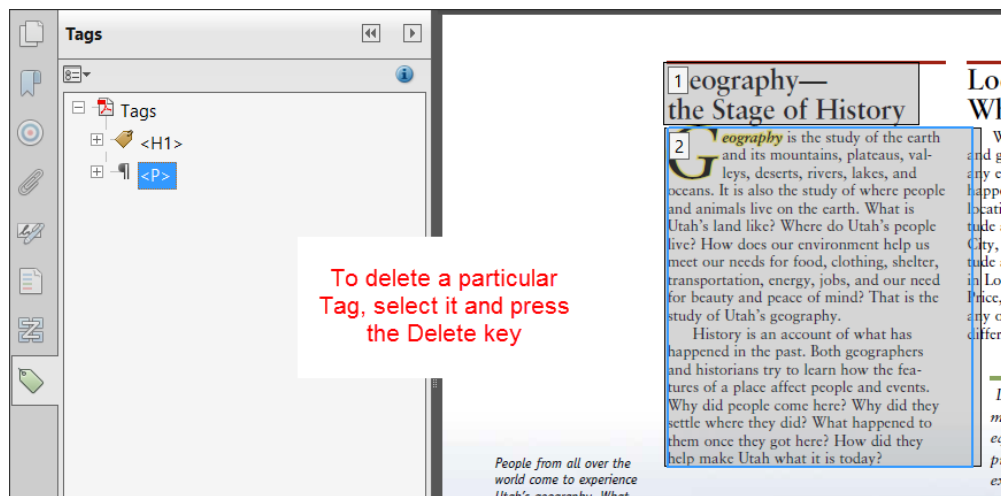 Tags
Tags
<H1>
<P>
To delete a particular
Tag, select it and press
the Delete key
1
eography—
the Stage of History
2
Geography is the study of the earth
and its mountains, plateaus, val-
leys, deserts, rivers, lakes, and
oceans. It is also the study of where people
and animals live on the earth. What is
Utah's land like? Where do Utah's people
live? How does our environment help us
meet our needs for food, clothing, shelter,
transportation, energy, jobs, and our need
for beauty and peace of mind? That is the
study of Utah's geography.
History is an account of what has
happened in the past. Both geographers
and historians try to learn how the fea-
tures of a place affect people and events.
Why did people come here? Why did they
settle where they did? What happened to
them once they got here? How did they
help make Utah what it is today?
People from all over the
world come to experience
Utah's geography. What